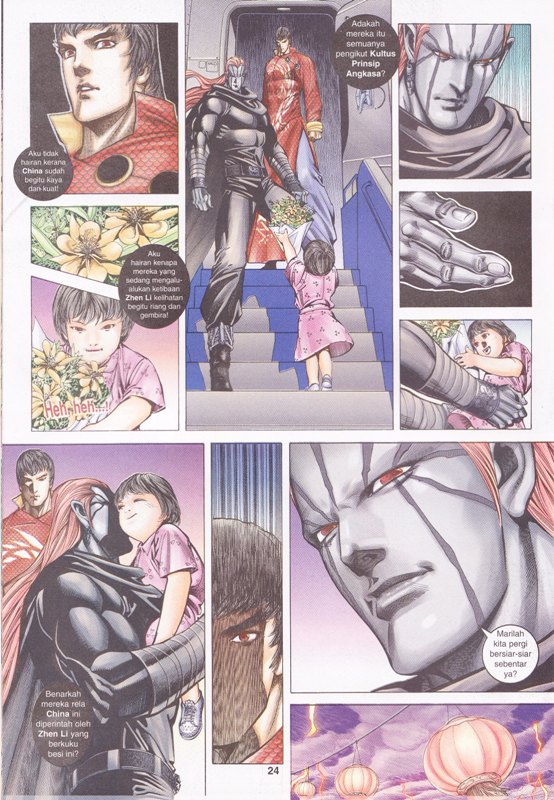 Aku tidak
hairan kerana
China sudah
begitu kaya
dan kuat!
Adakah
mereka itu
semuanya
pengikut Kultus
Prinsip
Angkasa?
Aku
hairan kenapa
mereka yang
sedang mengalu-
alukan ketibaan
Zhen Li kelihatan
begitu riang dan
gembira!
Heh, heh...!
Benarkah
mereka rela
China ini
diperintah oleh
Zhen Li yang
berkuku
besi ini?
Marilah
kita pergi
bersiar-siar
sebentar
ya?
24